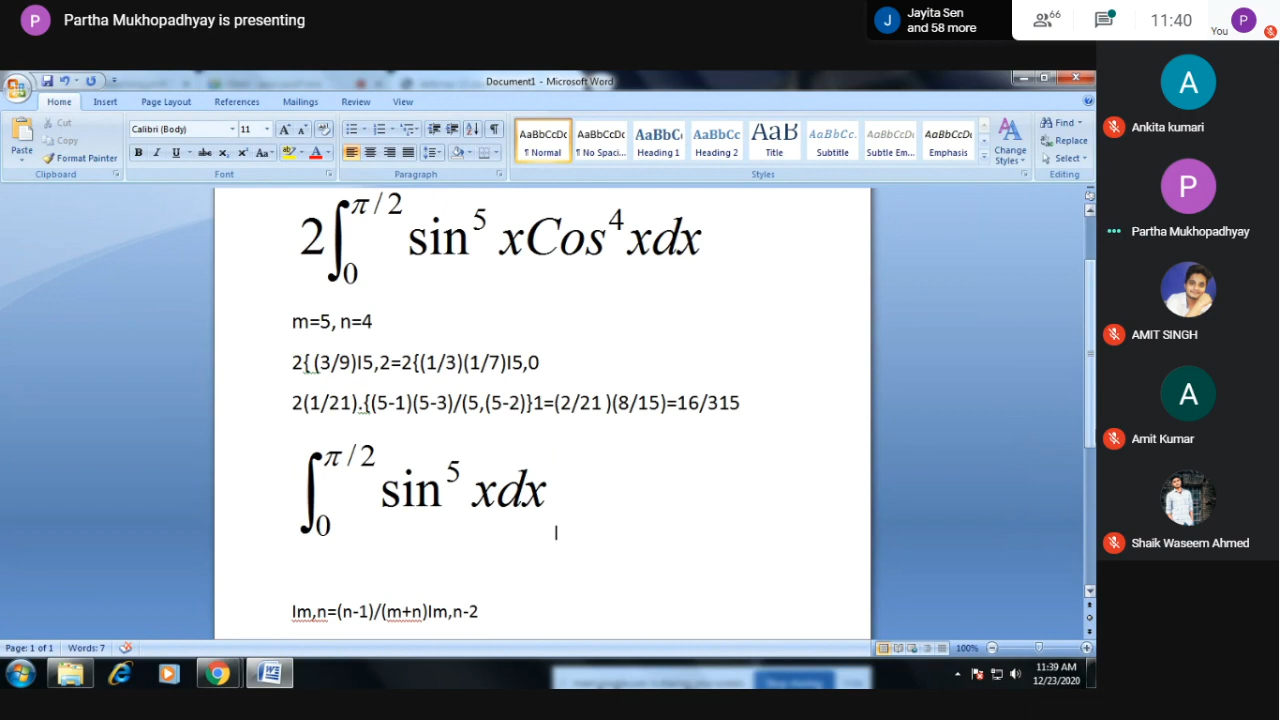 P Partha Mukhopadhyay is presenting
J Jayita Sen
and 58 more
66
11:40
You
P
Document1 - Microsoft Word
Home Insert Page Layout References Mailings Review View
Paste
Cut
Copy
Format Painter
Clipboard
Calibri (Body) 11
Font
Paragraph
AaBbCcDc AaBbCcDc AaBbC AaBbCc AaB AaBbCc. AaBbCcDc AaBbCcDc
¶ Normal ¶ No Spaci... Heading 1 Heading 2 Title Subtitle Subtle Em... Emphasis
Change
Styles
Styles
Find
Replace
Select
Editing
2∫₀^π/2 sin⁵ xCos⁴xdx
m=5, n=4
2{ (3/9)I5,2=2{(1/3)(1/7)I5,0
2(1/21).{(5-1)(5-3)/(5,(5-2)}1=(2/21 )(8/15)=16/315
∫₀^π/2 sin⁵ xdx
Im,n=(n-1)/(m+n)Im,n-2
Page: 1 of 1 Words: 7
100%
11:39 AM
12/23/2020
A
Ankita kumari
P
Partha Mukhopadhyay
AMIT SINGH
A
Amit Kumar
Shaik Waseem Ahmed